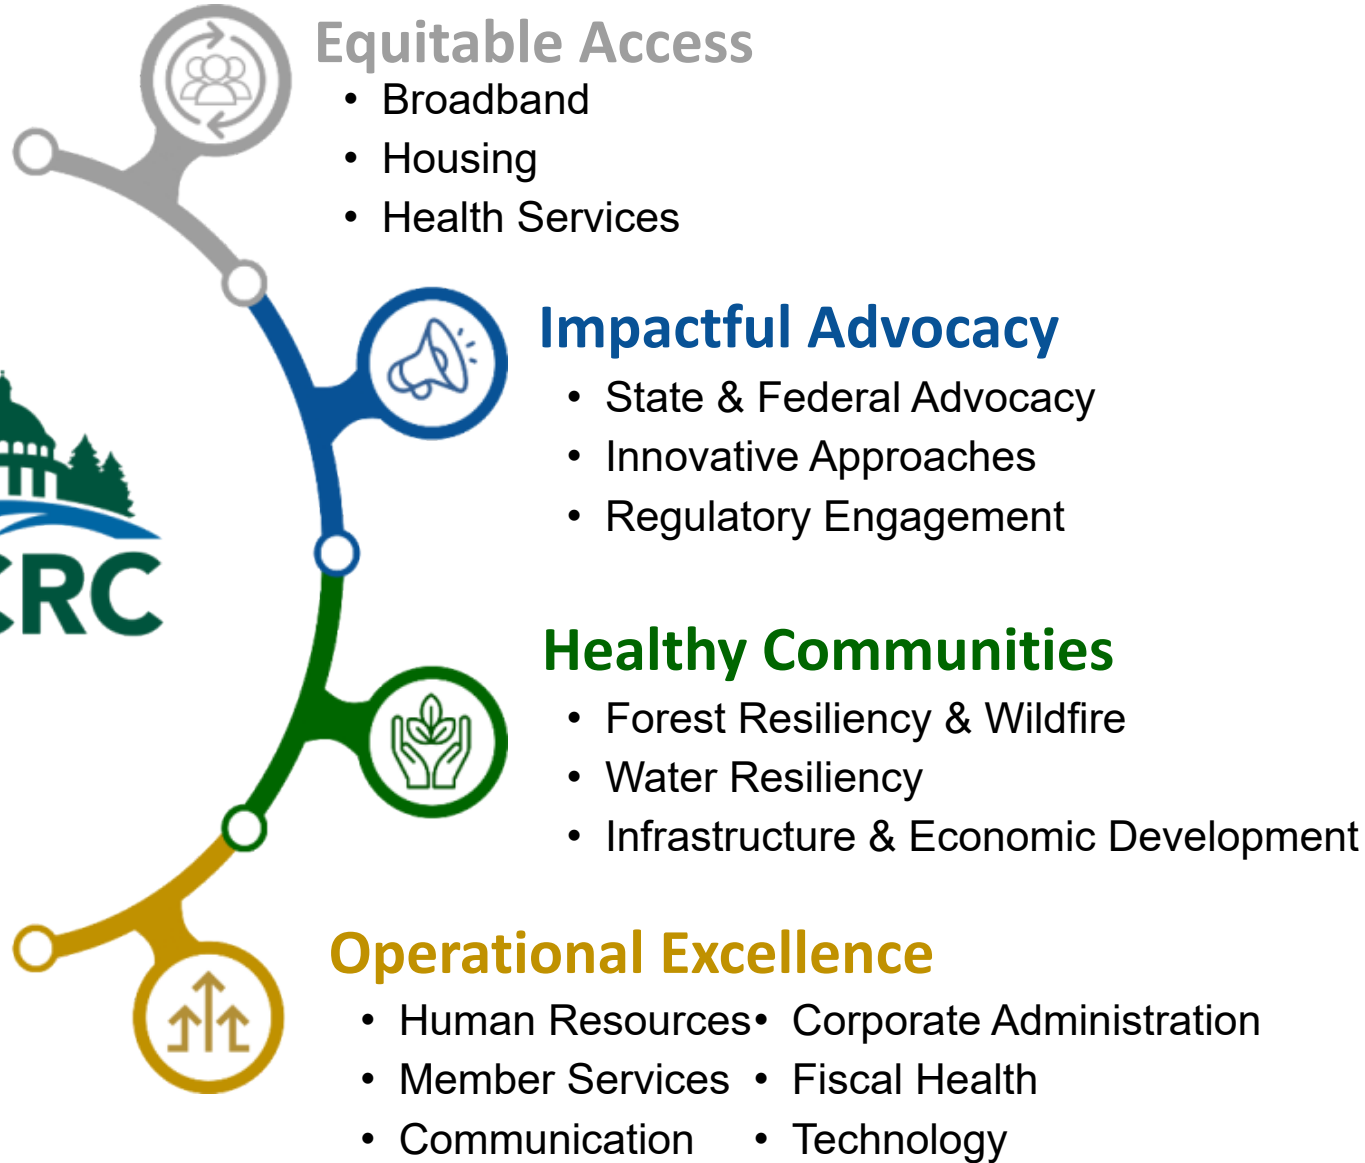 Equitable Access
• Broadband
• Housing
• Health Services
Impactful Advocacy
• State & Federal Advocacy
• Innovative Approaches
• Regulatory Engagement
CRC
Healthy Communities
• Forest Resiliency & Wildfire
• Water Resiliency
• Infrastructure & Economic Development
Operational Excellence
• Human Resources • Corporate Administration
• Member Services • Fiscal Health
• Communication • Technology